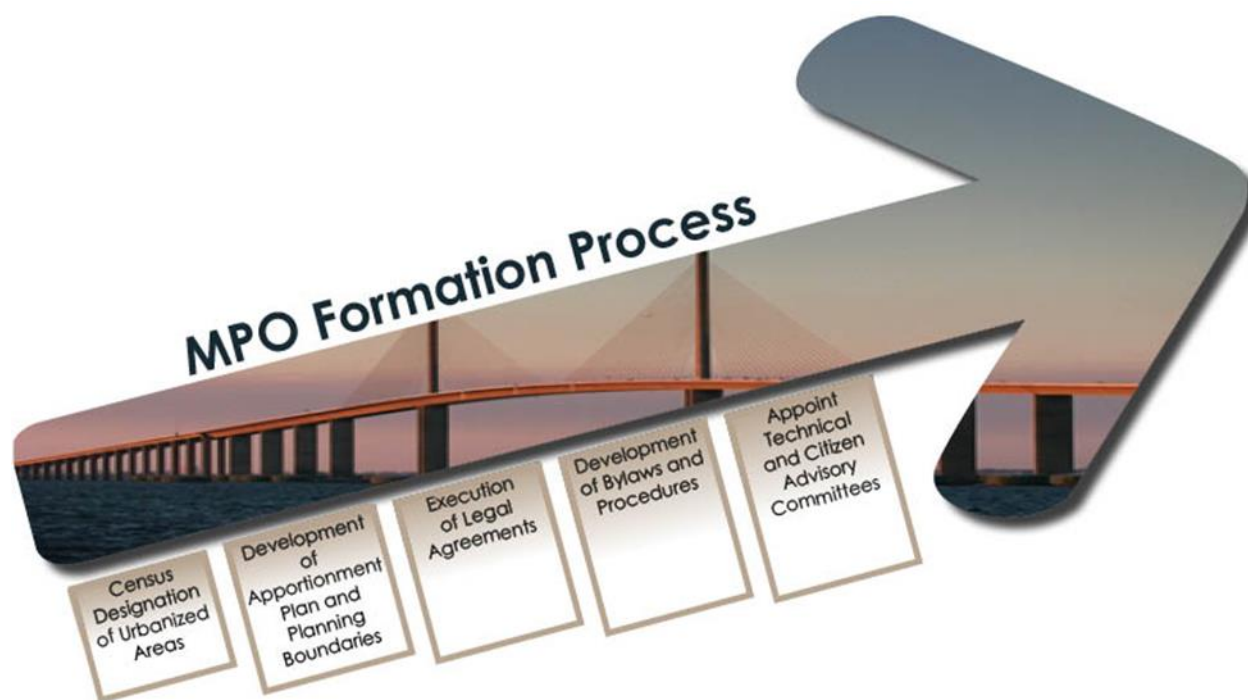 MPO Formation Process
Census
Designation
of Urbanized
Areas
Development
of
Apportionment
Plan and
Planning
Boundaries
Execution
of Legal
Agreements
Development
of Bylaws and
Procedures
Appoint
Technical
and Citizen
Advisory
Committees